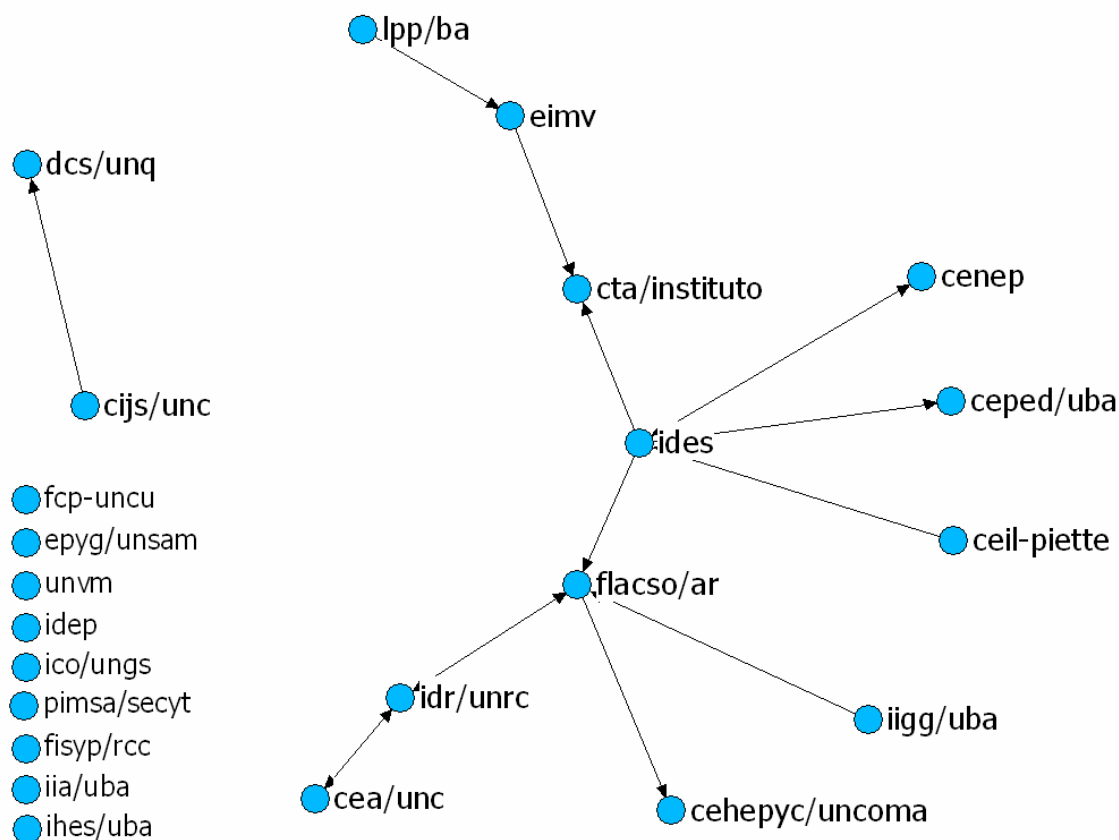 lpp/ba
eimv
dcs/unq
cenep
cta/instituto
ceped/uba
cijs/unc
ides
fcp-uncu
epyg/unsam
ceil-piette
unvm
flacso/ar
idep
ico/ungs
pimsa/secyt
idr/unrc
iigg/uba
fisyp/rcc
iia/uba
cea/unc
cehepyc/uncoma
ihes/uba